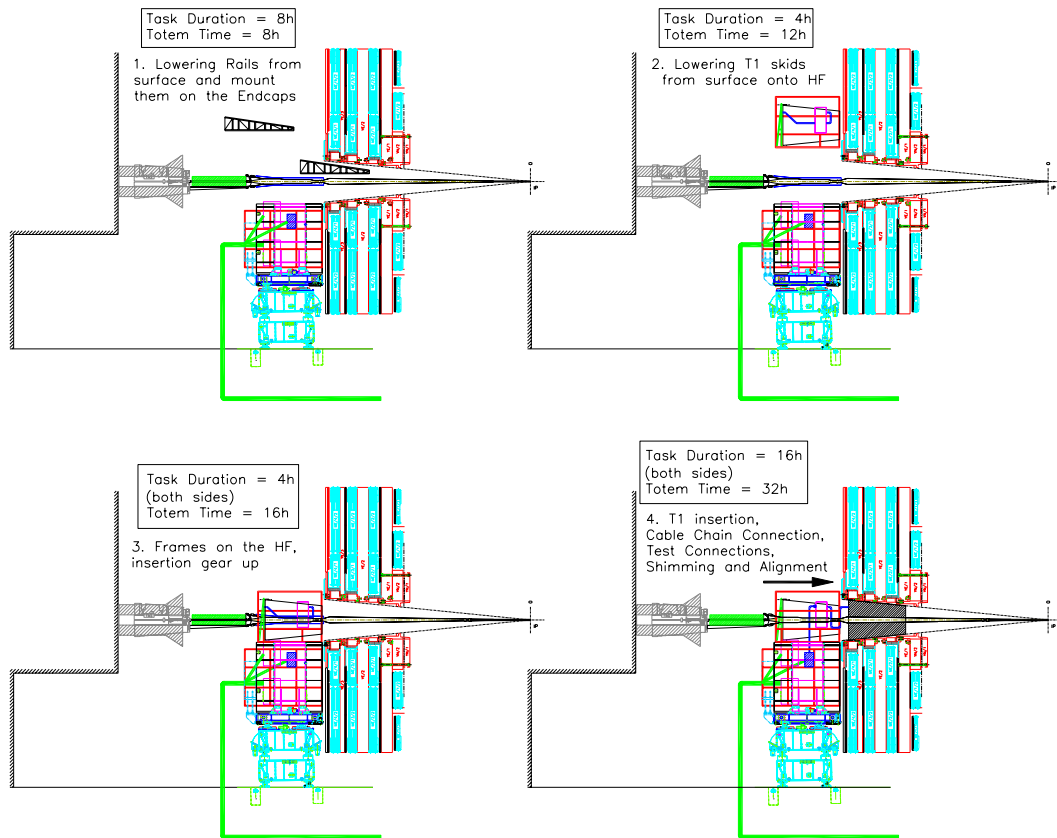 Task Duration = 8h
Totem Time = 8h
1. Lowering Rails from
surface and mount
them on the Endcaps
Task Duration = 4h
Totem Time = 12h
2. Lowering T1 skids
from surface onto HF
Task Duration = 4h
(both sides)
Totem Time = 16h
3. Frames on the HF,
insertion gear up
Task Duration = 16h
(both sides)
Totem Time = 32h
4. T1 insertion,
Cable Chain Connection,
Test Connections,
Shimming and Alignment